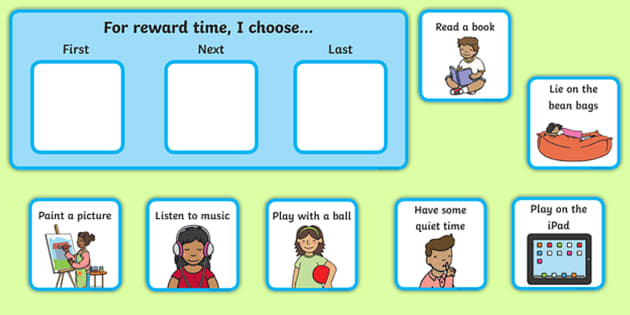 For reward time, I choose...
First
Next
Last
Read a book
Lie on the
bean bags
Paint a picture
Listen to music
Play with a ball
Have some
quiet time
Play on the
iPad